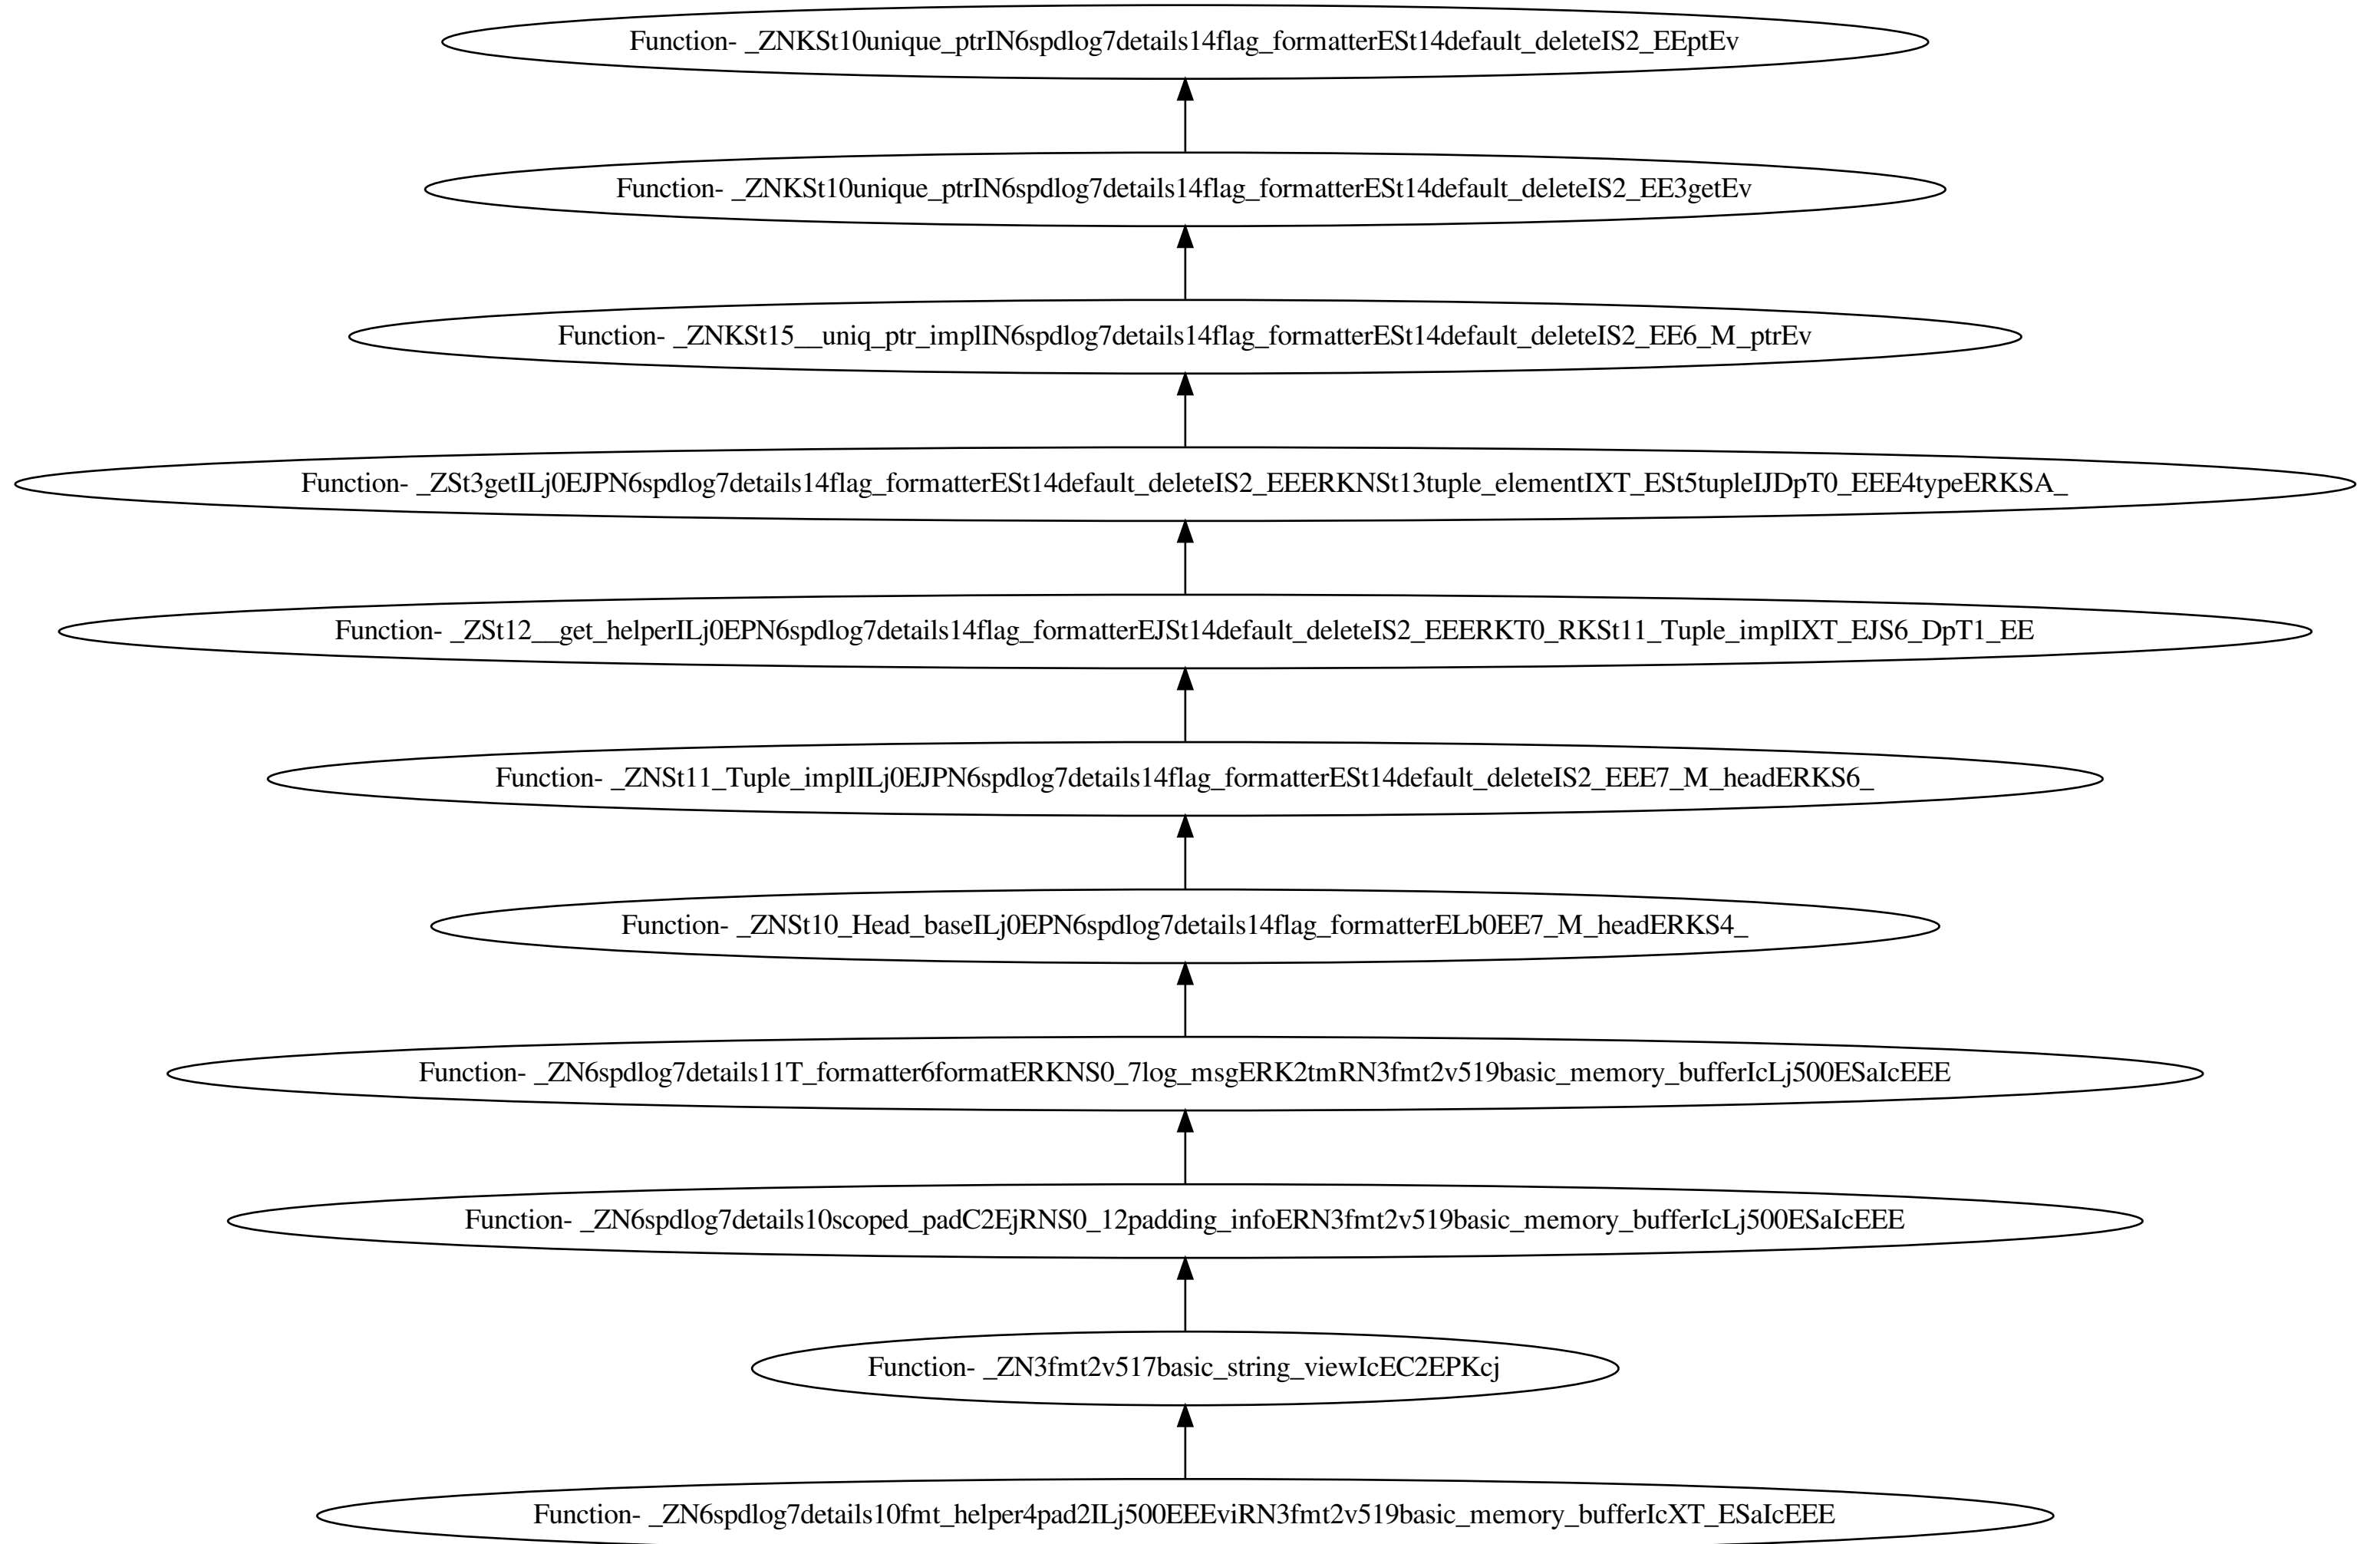 Function- _ZNKSt10unique_ptrIN6spdlog7details14flag_formatterESt14default_deleteIS2_EEptEv
Function- _ZNKSt10unique_ptrIN6spdlog7details14flag_formatterESt14default_deleteIS2_EE3getEv
Function- _ZNKSt15__uniq_ptr_implIN6spdlog7details14flag_formatterESt14default_deleteIS2_EE6_M_ptrEv
Function- _ZSt3getILj0EJPN6spdlog7details14flag_formatterESt14default_deleteIS2_EEERKNSt13tuple_elementIXT_ESt5tupleIJDpT0_EEE4typeERKSA_
Function- _ZSt12__get_helperILj0EPN6spdlog7details14flag_formatterEJSt14default_deleteIS2_EEERKT0_RKSt11_Tuple_implIXT_EJS6_DpT1_EE
Function- _ZNSt11_Tuple_implILj0EJPN6spdlog7details14flag_formatterESt14default_deleteIS2_EEE7_M_headERKS6_
Function- _ZNSt10_Head_baseILj0EPN6spdlog7details14flag_formatterELb0EE7_M_headERKS4_
Function- _ZN6spdlog7details11T_formatter6formatERKNS0_7log_msgERK2tmRN3fmt2v519basic_memory_bufferIcLj500ESaIcEEE
Function- _ZN6spdlog7details10scoped_padC2EjRNS0_12padding_infoERN3fmt2v519basic_memory_bufferIcLj500ESaIcEEE
Function- _ZN3fmt2v517basic_string_viewIcEC2EPKcj
Function- _ZN6spdlog7details10fmt_helper4pad2ILj500EEEviRN3fmt2v519basic_memory_bufferIcXT_ESaIcEEE